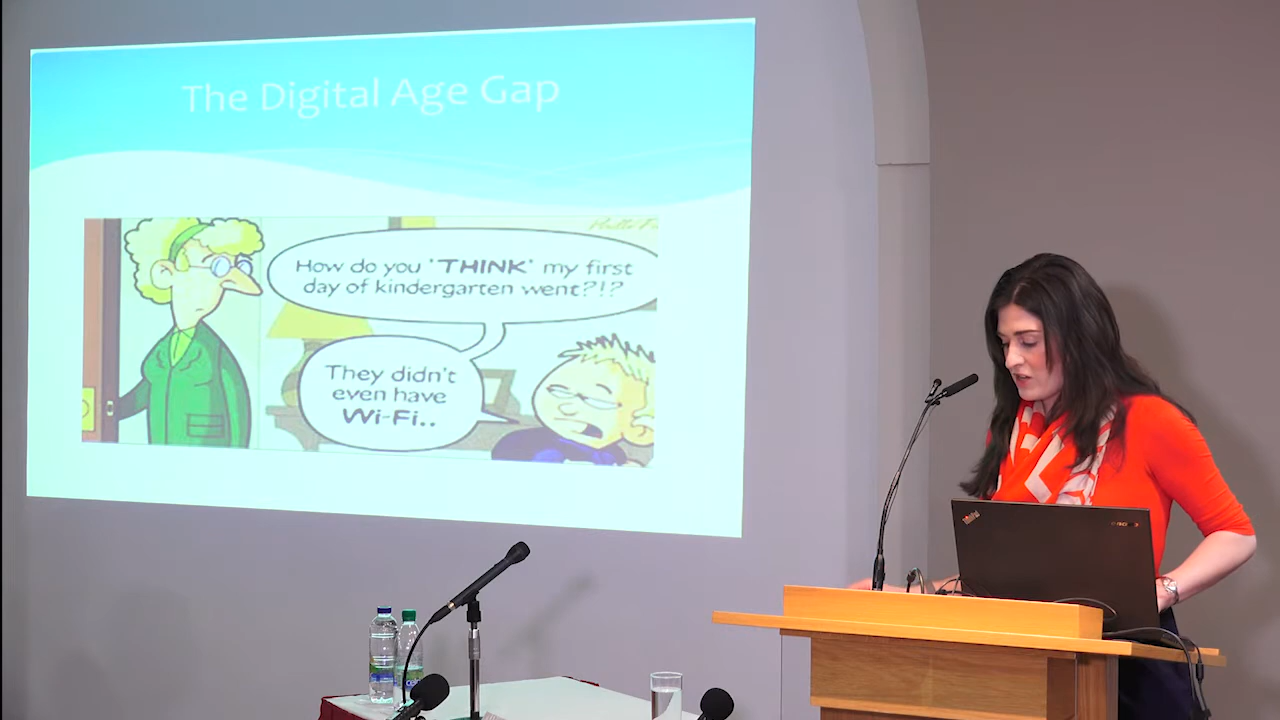 The Digital Age Gap
How do you 'THINK' my first
day of kindergarten went?!?
They didn't
even have
Wi-Fi..
ThinkPad